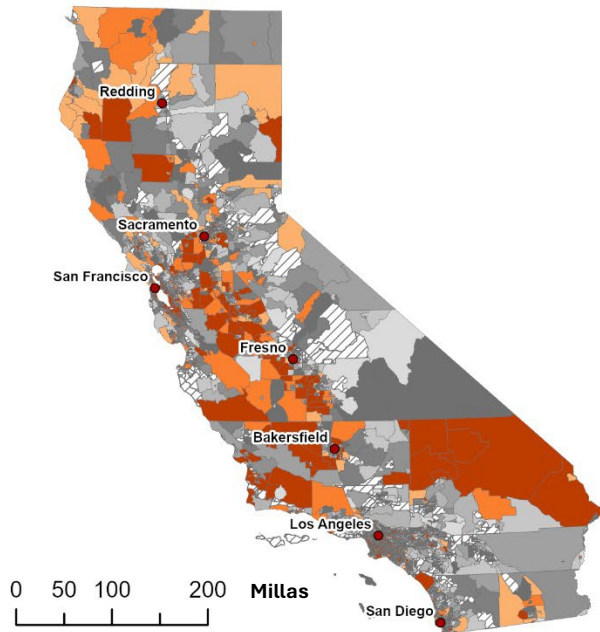 Redding
Sacramento
San Francisco
Fresno
Bakersfield
Los Angeles
0 50 100 200 Millas
San Diego